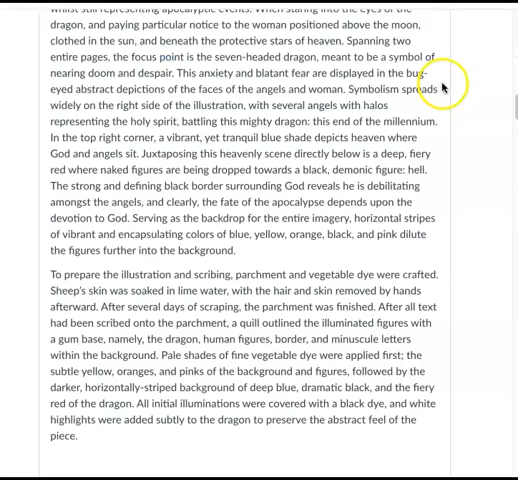 whilst still representing apocalyptic events. When staring into the eyes of the
dragon, and paying particular notice to the woman positioned above the moon,
clothed in the sun, and beneath the protective stars of heaven. Spanning two
entire pages, the focus point is the seven-headed dragon, meant to be a symbol of
nearing doom and despair. This anxiety and blatant fear are displayed in the bug-
eyed abstract depictions of the faces of the angels and woman. Symbolism spreads
widely on the right side of the illustration, with several angels with halos
representing the holy spirit, battling this mighty dragon: this end of the millennium.
In the top right corner, a vibrant, yet tranquil blue shade depicts heaven where
God and angels sit. Juxtaposing this heavenly scene directly below is a deep, fiery
red where naked figures are being dropped towards a black, demonic figure: hell.
The strong and defining black border surrounding God reveals he is debilitating
amongst the angels, and clearly, the fate of the apocalypse depends upon the
devotion to God. Serving as the backdrop for the entire imagery, horizontal stripes
of vibrant and encapsulating colors of blue, yellow, orange, black, and pink dilute
the figures further into the background.
To prepare the illustration and scribing, parchment and vegetable dye were crafted.
Sheep's skin was soaked in lime water, with the hair and skin removed by hands
afterward. After several days of scraping, the parchment was finished. After all text
had been scribed onto the parchment, a quill outlined the illuminated figures with
a gum base, namely, the dragon, human figures, border, and minuscule letters
within the background. Pale shades of fine vegetable dye were applied first; the
subtle yellow, oranges, and pinks of the background and figures, followed by the
darker, horizontally-striped background of deep blue, dramatic black, and the fiery
red of the dragon. All initial illuminations were covered with a black dye, and white
highlights were added subtly to the dragon to preserve the abstract feel of the
piece.